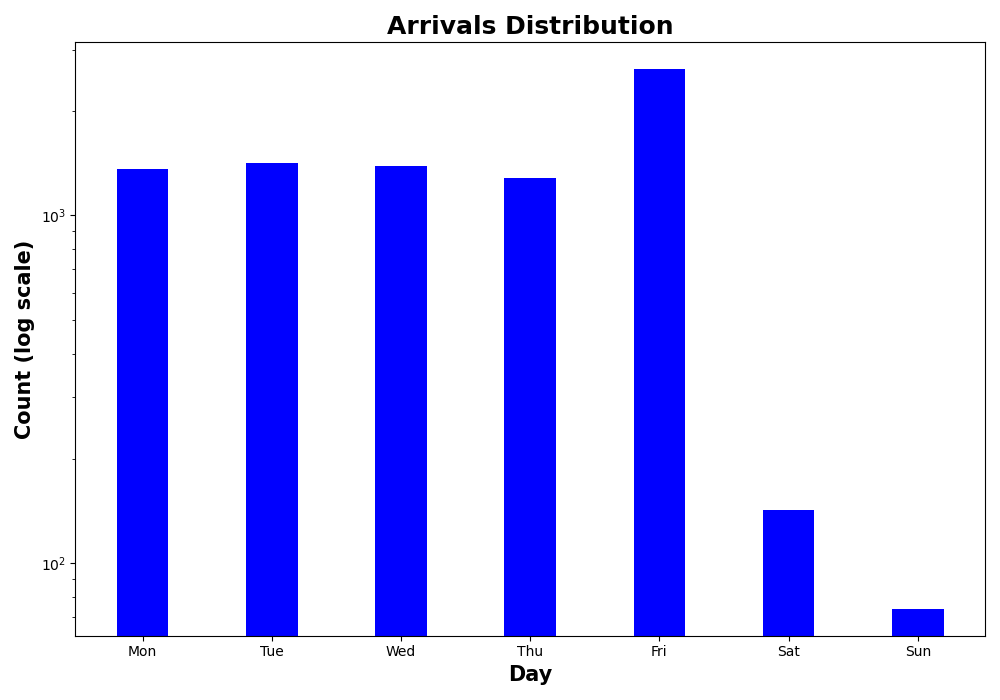 Arrivals Distribution
Count (log scale)
10³
10²
Mon Tue Wed Thu Fri Sat Sun
Day